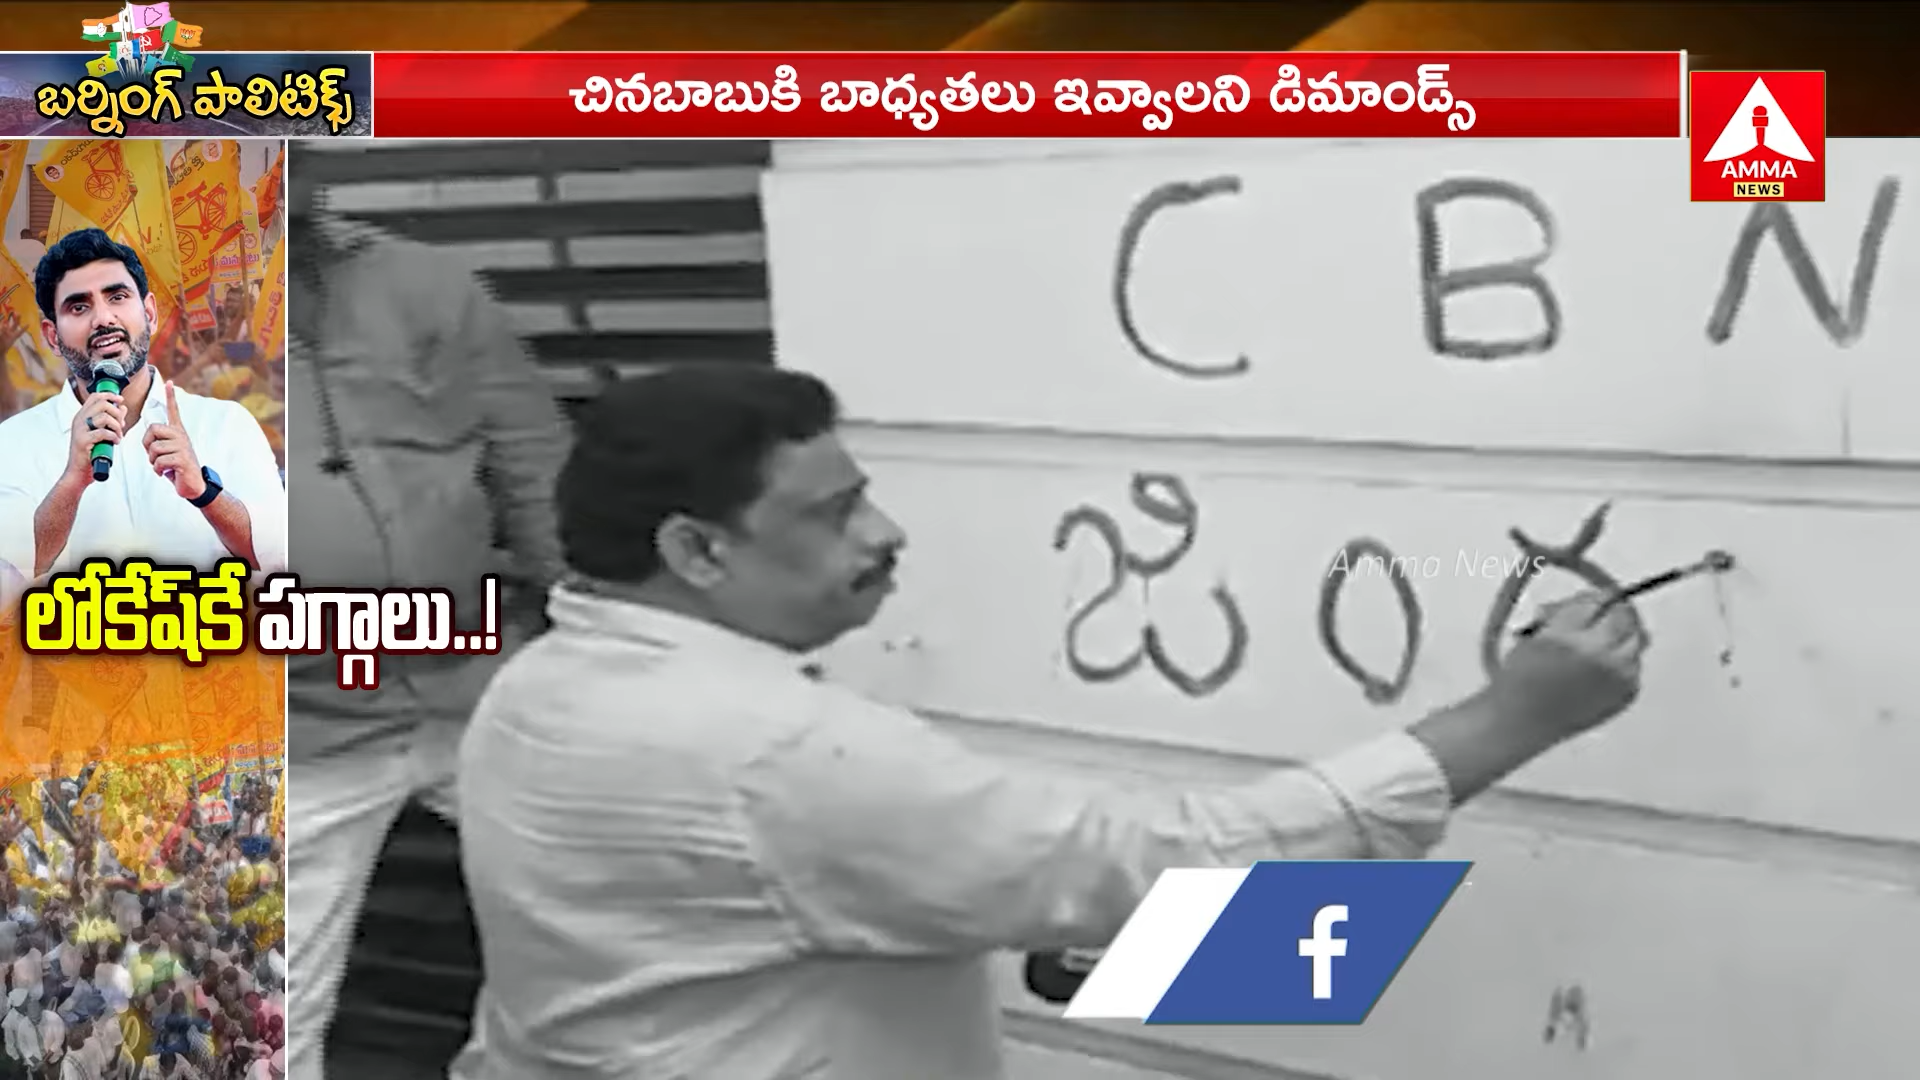 బర్నింగ్ పాలిటిక్స్
చినబాబుకి బాధ్యతలు ఇవ్వాలని డిమాండ్స్
AMMA
NEWS
C B N
జిం
Amma News
లోకేష్‌కే పగ్గాలు..!
f